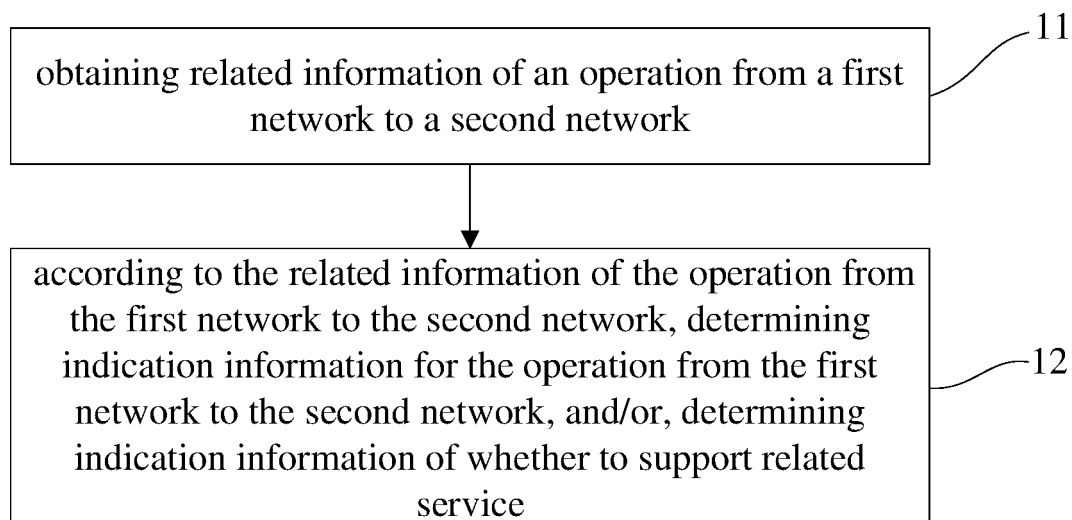 11
obtaining related information of an operation from a first
network to a second network
according to the related information of the operation from
the first network to the second network, determining
indication information for the operation from the first
network to the second network, and/or, determining
indication information of whether to support related
service
12